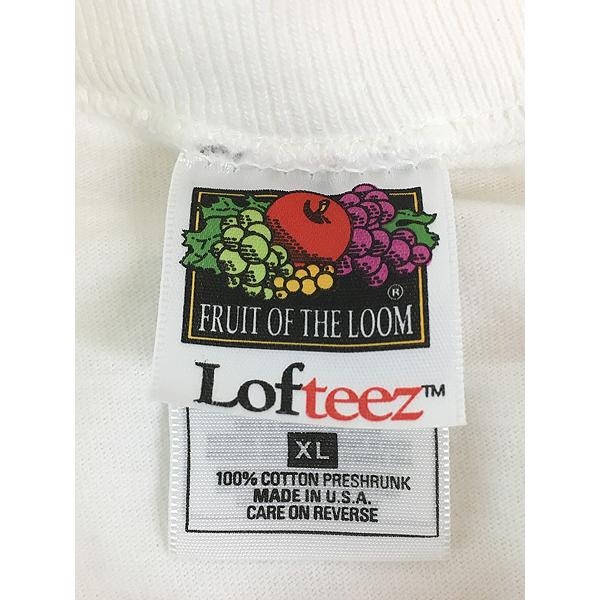 ®
FRUIT OF THE LOOM
Lofteez™
XL
100% COTTON PRESHRUNK
MADE IN U.S.A.
CARE ON REVERSE